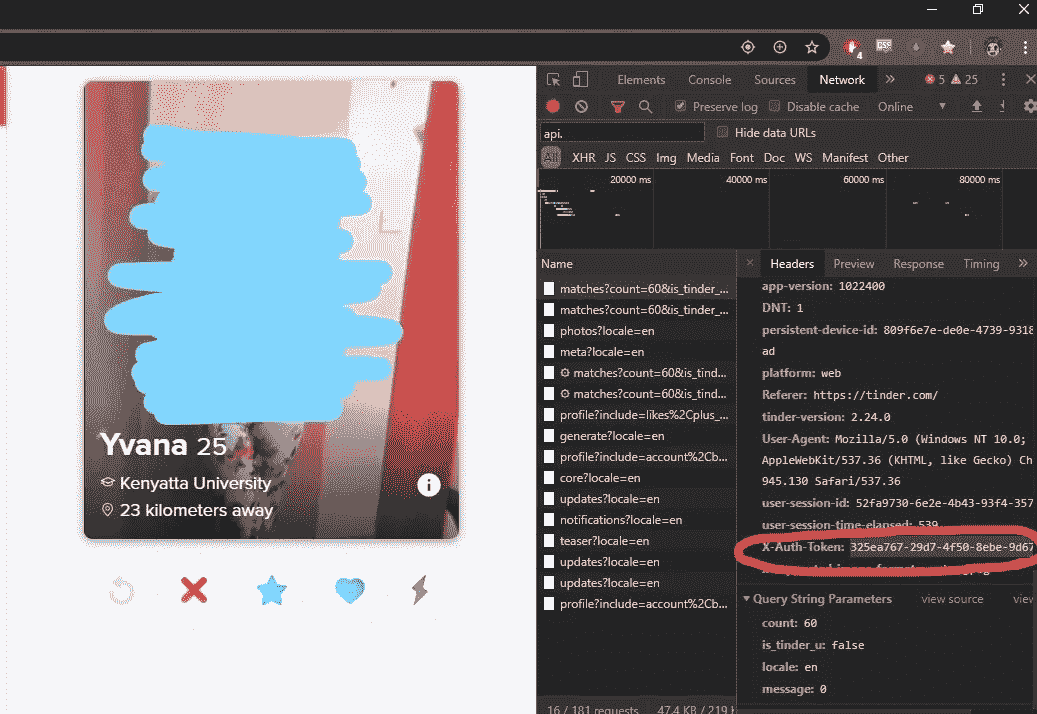 4
GSP
Yvana 25
Kenyatta University
23 kilometers away
Elements Console Sources Network 5 25
Preserve log Disable cache Online
api. Hide data URLs
All XHR JS CSS Img Media Font Doc WS Manifest Other
20000 ms 40000 ms 60000 ms 80000 ms
Name
matches?count=60&is_tinder_...
matches?count=60&is_tinder_...
photos?locale=en
meta?locale=en
matches?count=60&is_tind...
matches?count=60&is_tind...
profile?include=likes%2Cplus_...
generate?locale=en
profile?include=account%2Cb...
core?locale=en
updates?locale=en
notifications?locale=en
teaser?locale=en
updates?locale=en
updates?locale=en
profile?include=account%2Cb...
16 / 181 requests 47.4 KB / 219
Headers Preview Response Timing
app-version: 1022400
DNT: 1
persistent-device-id: 809f6e7e-de0e-4739-9318
ad
platform: web
Referer: https://tinder.com/
tinder-version: 2.24.0
User-Agent: Mozilla/5.0 (Windows NT 10.0;
AppleWebKit/537.36 (KHTML, like Gecko) Ch
945.130 Safari/537.36
user-session-id: 52fa9730-6e2e-4b43-93f4-357
user-session-time-elapsed: 539
X-Auth-Token: 325ea767-29d7-4f50-8ebe-9d67
Query String Parameters view source
count: 60
is_tinder_u: false
locale: en
message: 0